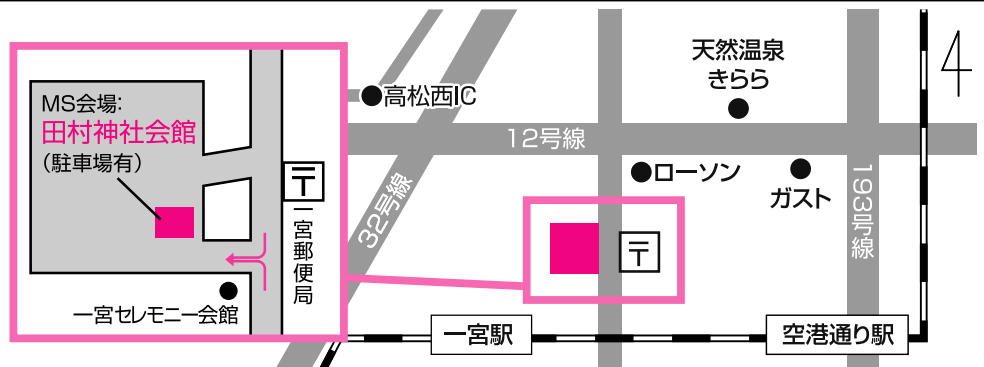 MS会場:
田村神社会館
(駐車場有)
〒
一宮郵便局
一宮セレモニー会館
高松西IC
天然温泉
きらら
12号線
ローソン
ガスト
32号線
193号線
〒
一宮駅
空港通り駅
4